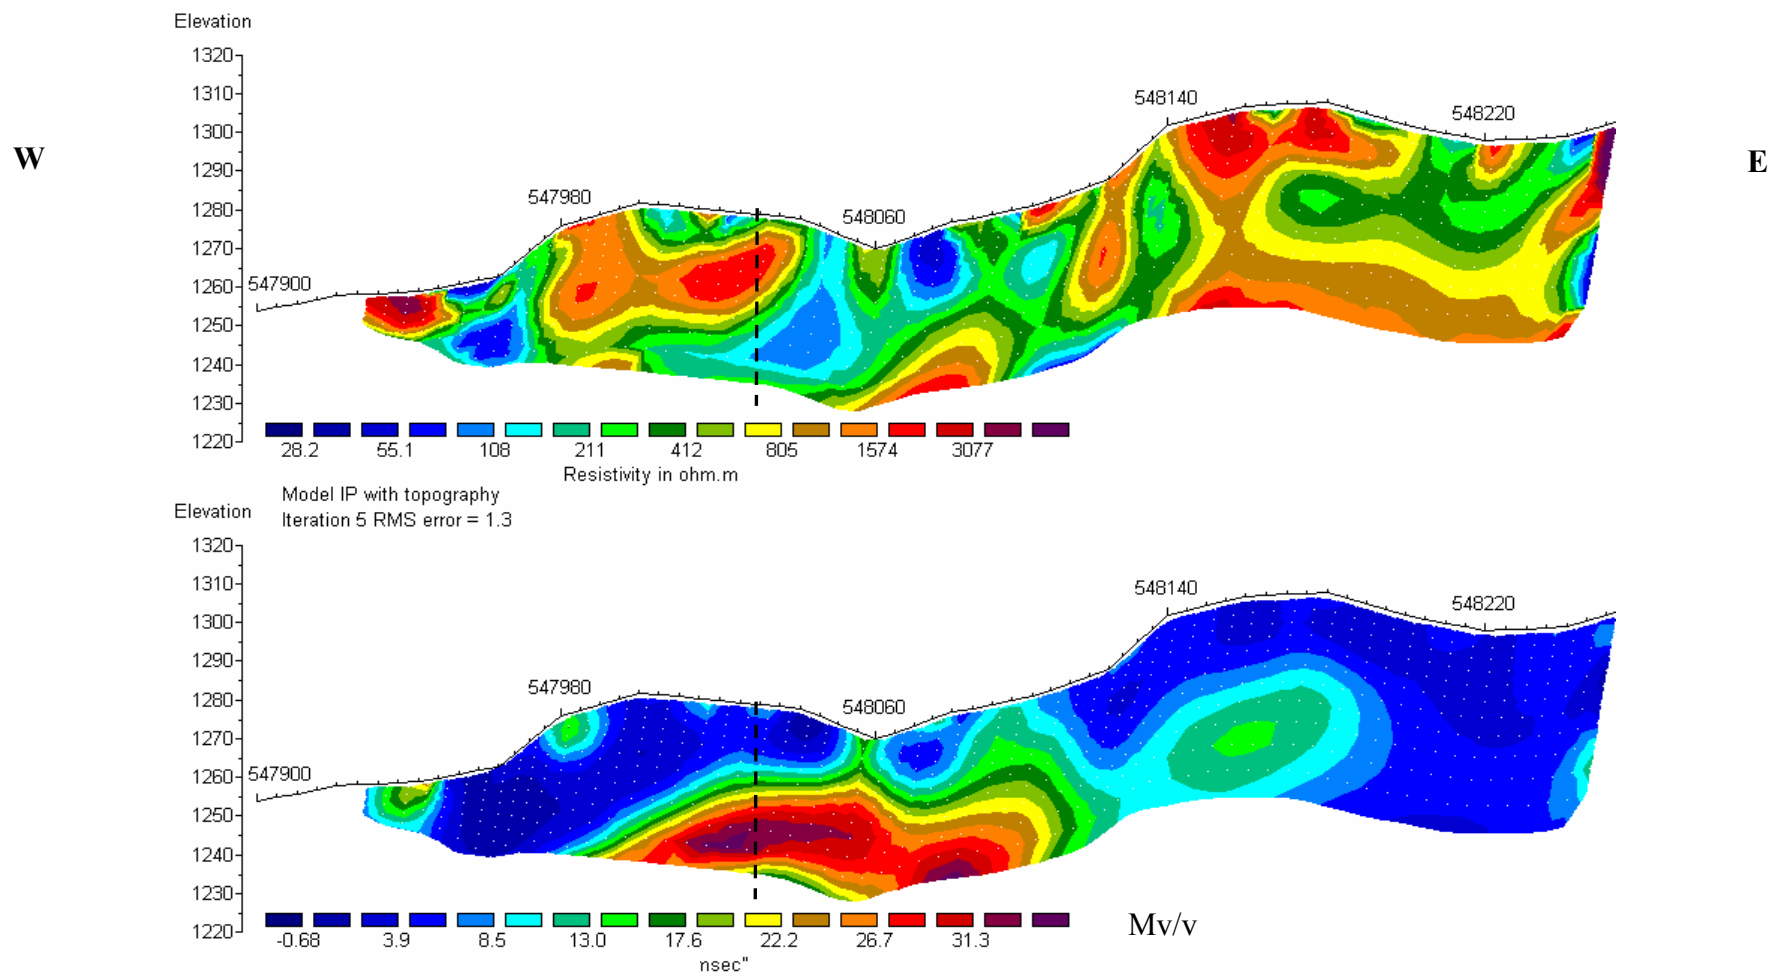 Elevation
1320
1310
548140
548220
1300
W
E
1290
547980
1280
548060
1270
547900
1260
1250
1240
1230
1220
28.2 55.1 108 211 412 805 1574 3077
Resistivity in ohm.m
Model IP with topography
Elevation
Iteration 5 RMS error = 1.3
1320
1310
548140
548220
1300
1290
547980
1280
548060
1270
547900
1260
1250
1240
1230
1220
-0.68 3.9 8.5 13.0 17.6 22.2 26.7 31.3
Mv/v
nsec"